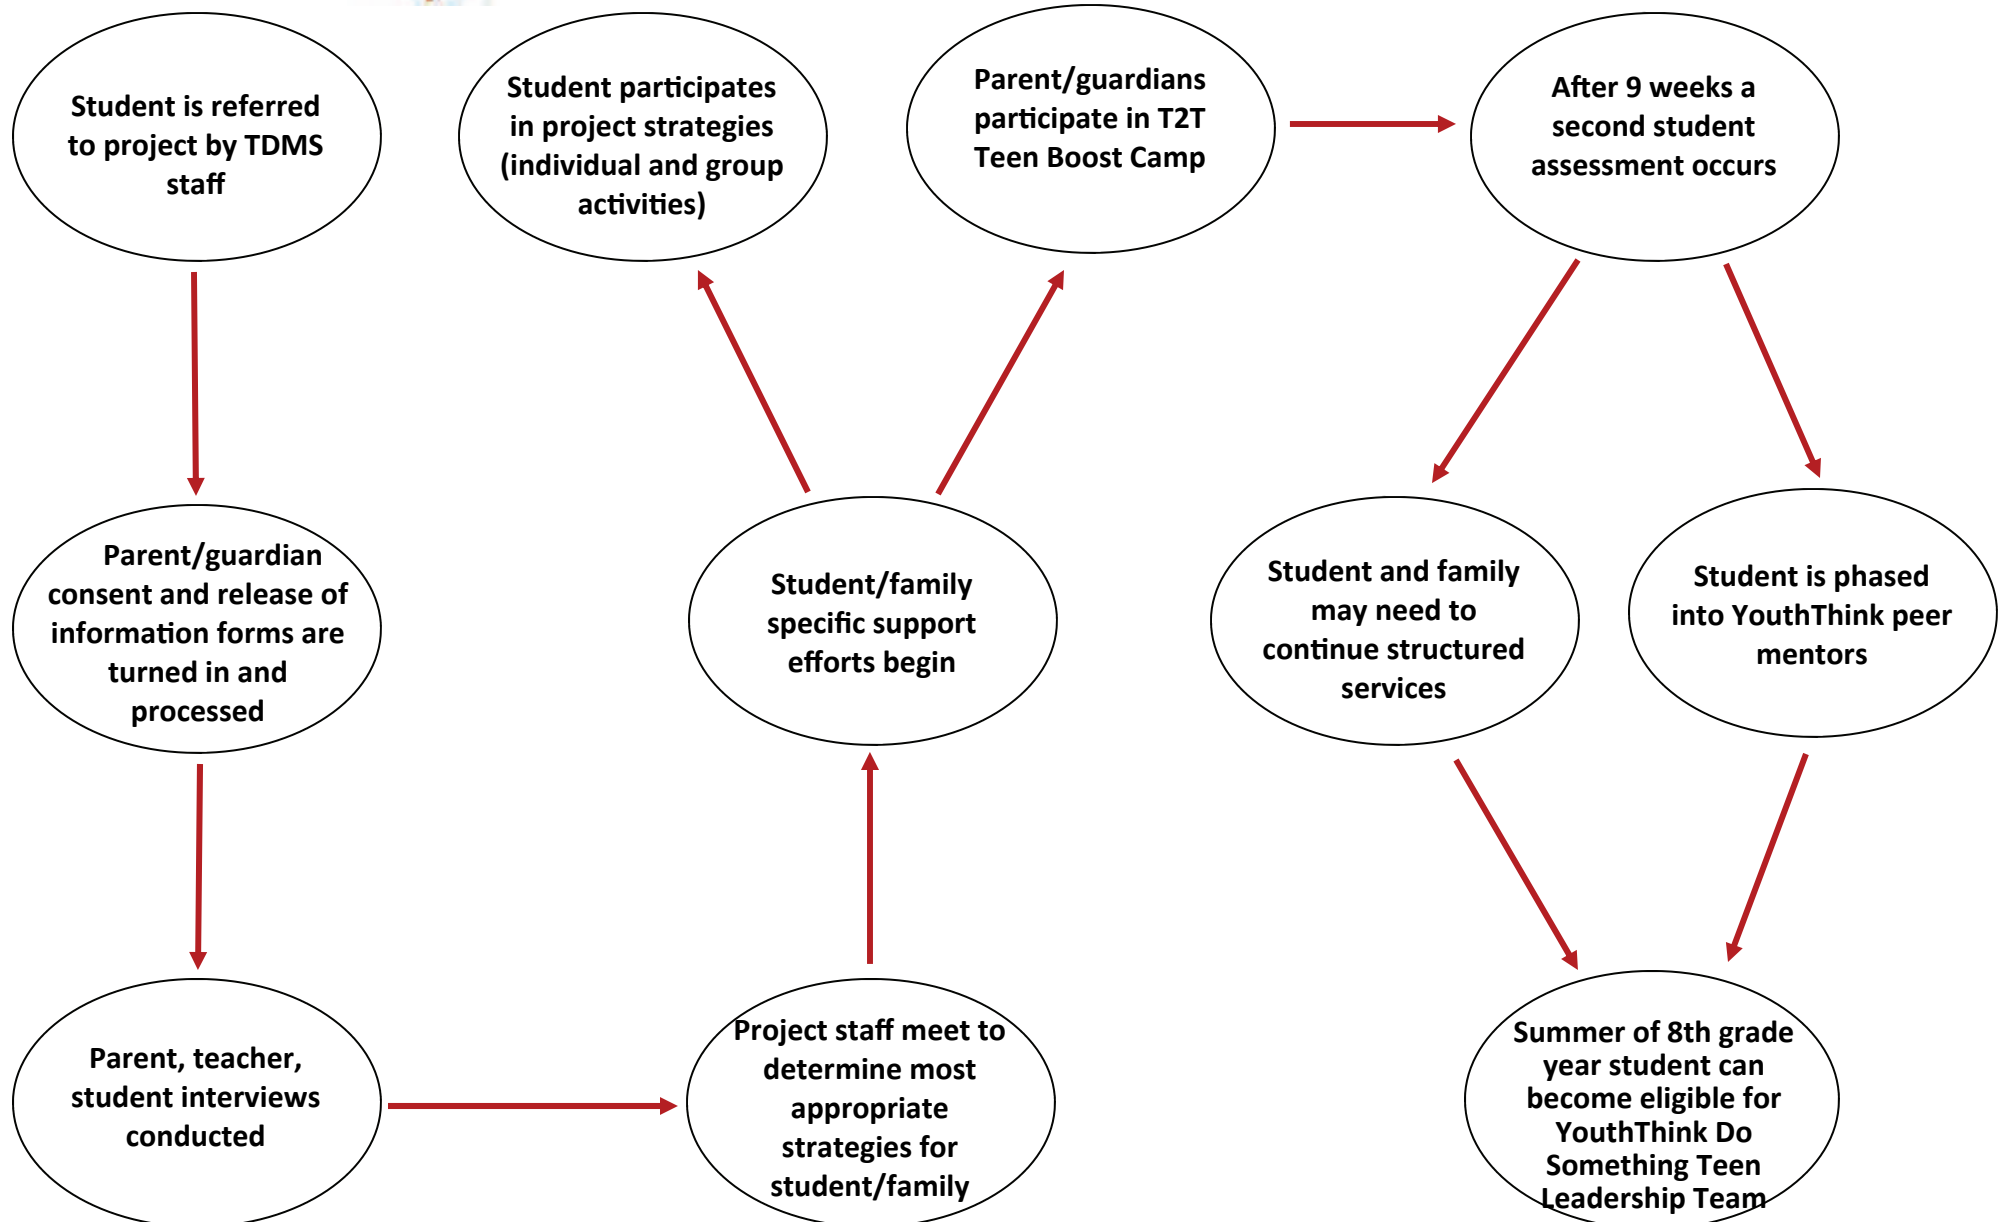 Student is referred
to project by TDMS
staff
Student participates
in project strategies
(individual and group
activities)
Parent/guardians
participate in T2T
Teen Boost Camp
After 9 weeks a
second student
assessment occurs
Parent/guardian
consent and release of
information forms are
turned in and
processed
Student/family
specific support
efforts begin
Student and family
may need to
continue structured
services
Student is phased
into YouthThink peer
mentors
Parent, teacher,
student interviews
conducted
Project staff meet to
determine most
appropriate
strategies for
student/family
Summer of 8th grade
year student can
become eligible for
YouthThink Do
Something Teen
Leadership Team